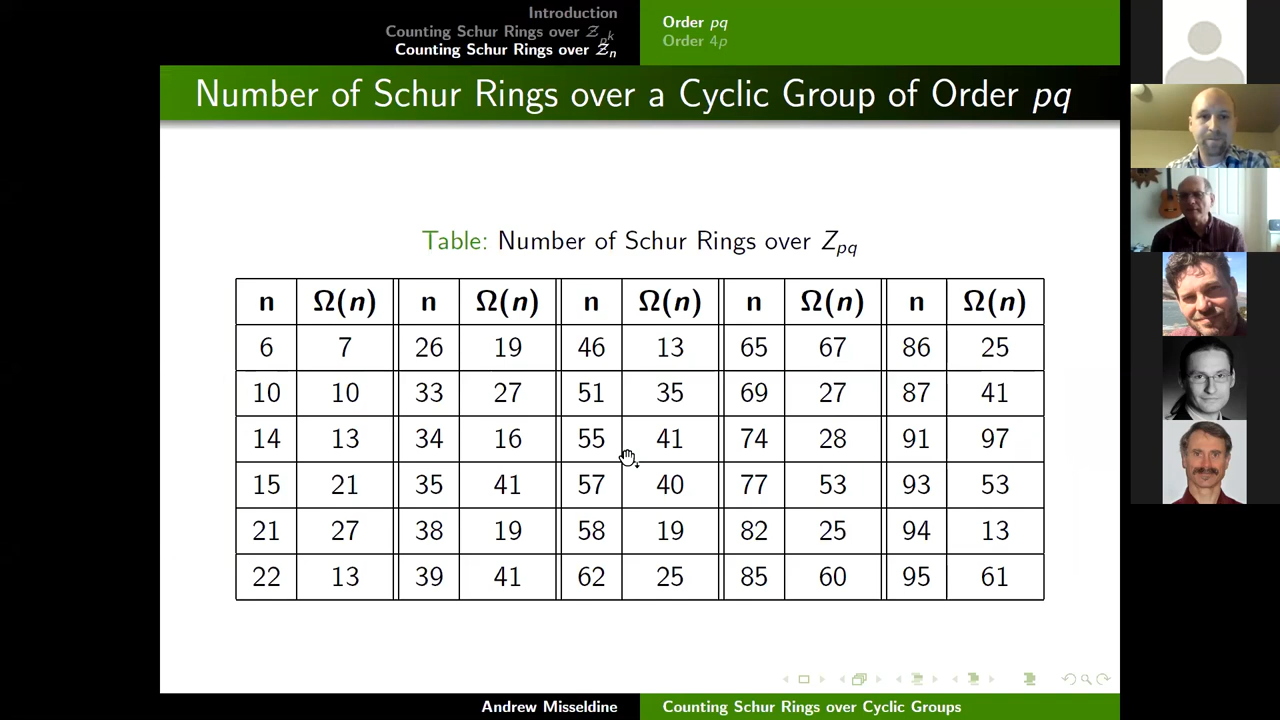 Introduction
Counting Schur Rings over Z_{p^k}
Counting Schur Rings over Z_n
Order pq
Order 4p
Number of Schur Rings over a Cyclic Group of Order pq
Table: Number of Schur Rings over Z_{pq}
n Ω(n) n Ω(n) n Ω(n) n Ω(n) n Ω(n)
6 7 26 19 46 13 65 67 86 25
10 10 33 27 51 35 69 27 87 41
14 13 34 16 55 41 74 28 91 97
15 21 35 41 57 40 77 53 93 53
21 27 38 19 58 19 82 25 94 13
22 13 39 41 62 25 85 60 95 61
Andrew Misseldine
Counting Schur Rings over Cyclic Groups